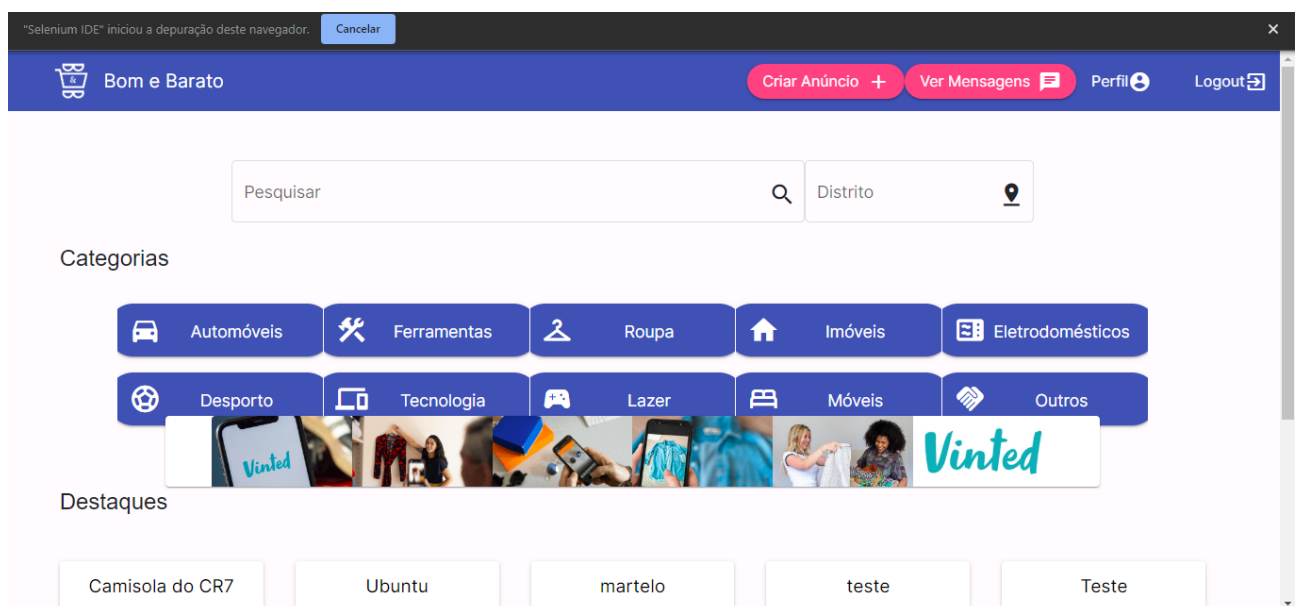 "Selenium IDE" iniciou a depuração deste navegador. Cancelar
& Bom e Barato Criar Anúncio Ver Mensagens Perfil Logout
Pesquisar Distrito
Categorias
Automóveis Ferramentas Roupa Imóveis Eletrodomésticos
Desporto Tecnologia Lazer Móveis Outros
Vinted Vinted
Destaques
Camisola do CR7 Ubuntu martelo teste Teste